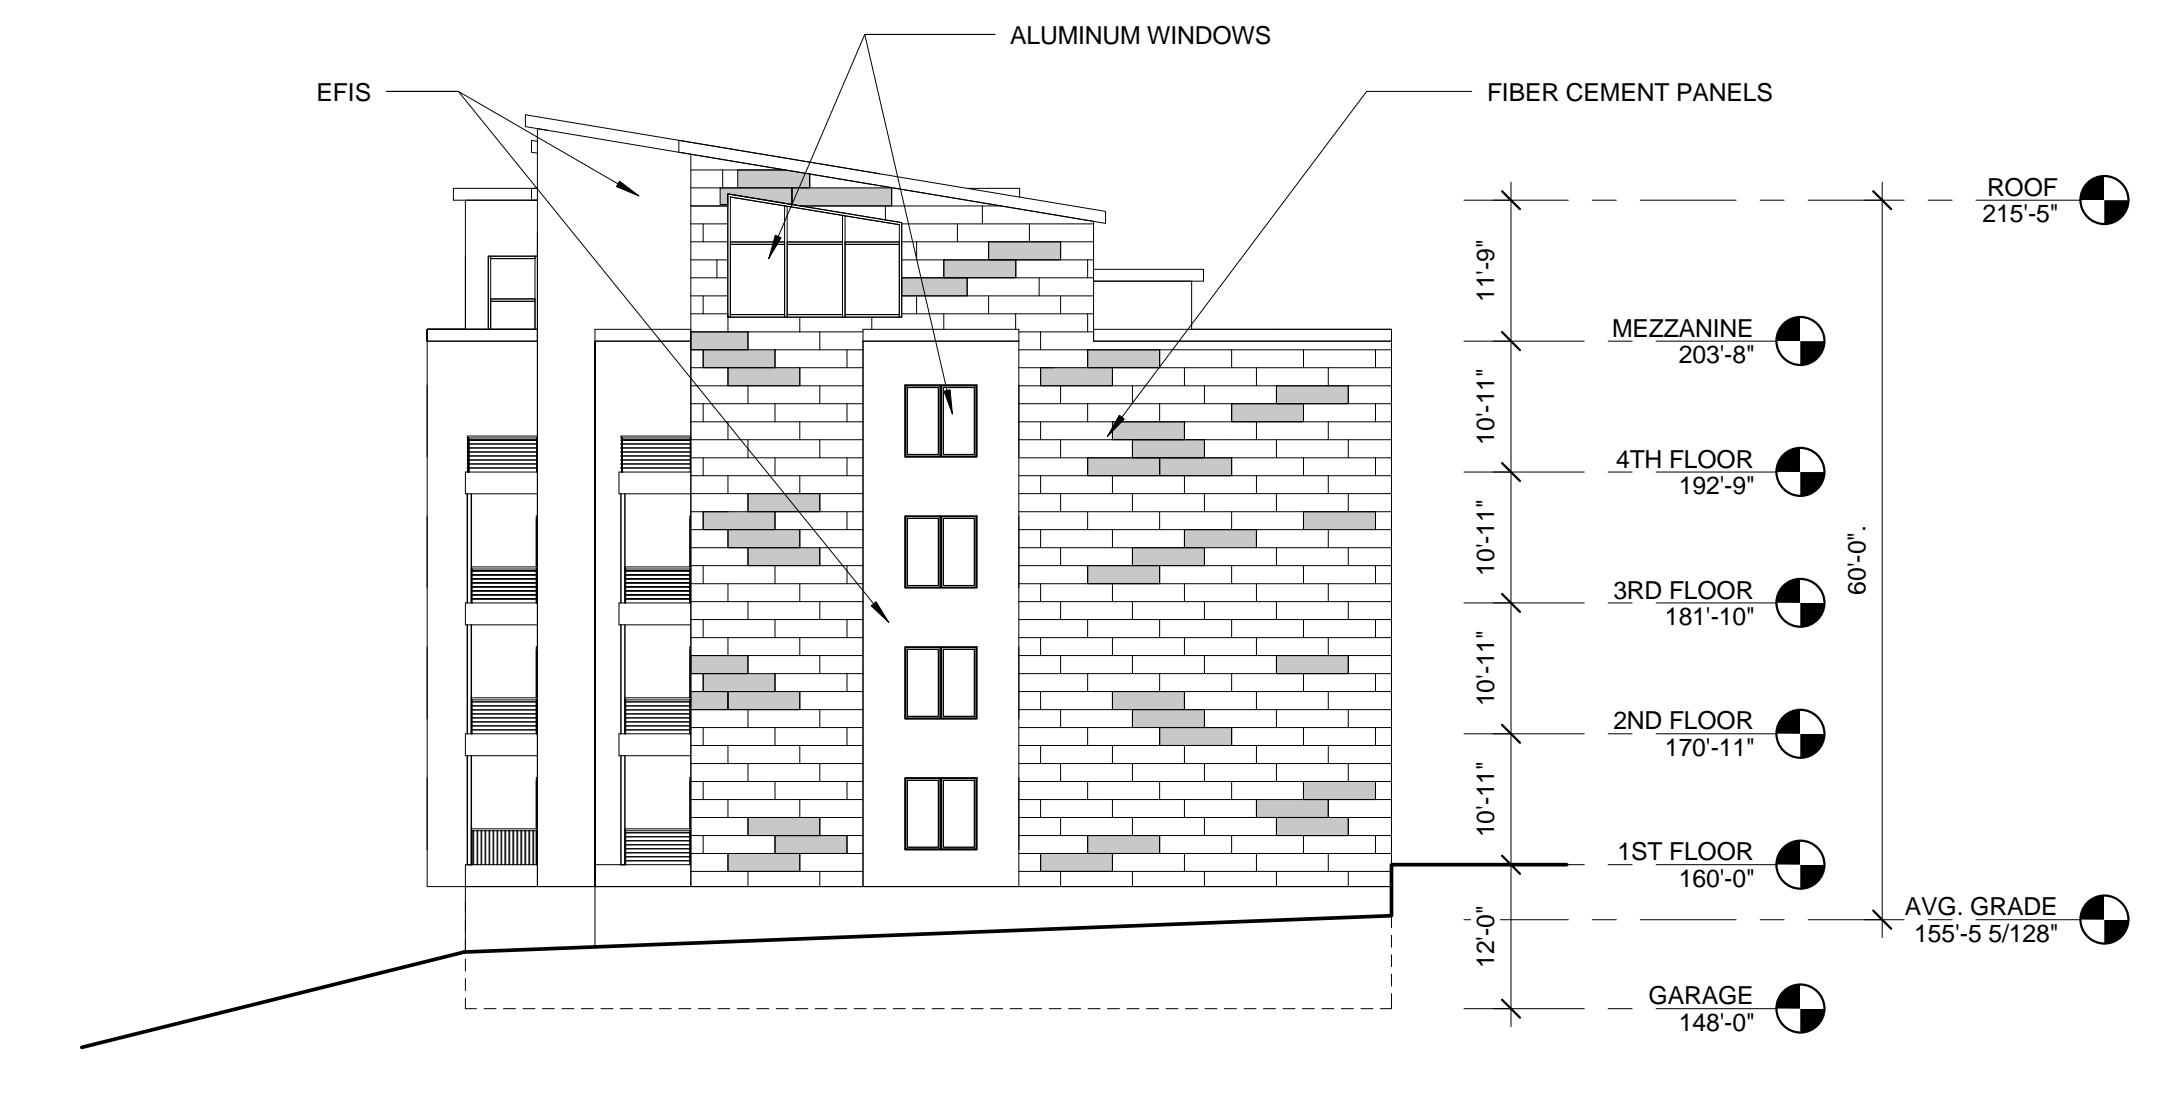 ALUMINUM WINDOWS
EFIS
FIBER CEMENT PANELS
ROOF
215'-5"
11'-9"
MEZZANINE
203'-8"
10'-11"
4TH FLOOR
192'-9"
10'-11"
60'-0".
3RD FLOOR
181'-10"
10'-11"
2ND FLOOR
170'-11"
10'-11"
1ST FLOOR
160'-0"
AVG. GRADE
155'-5 5/128"
12'-0"
GARAGE
148'-0"